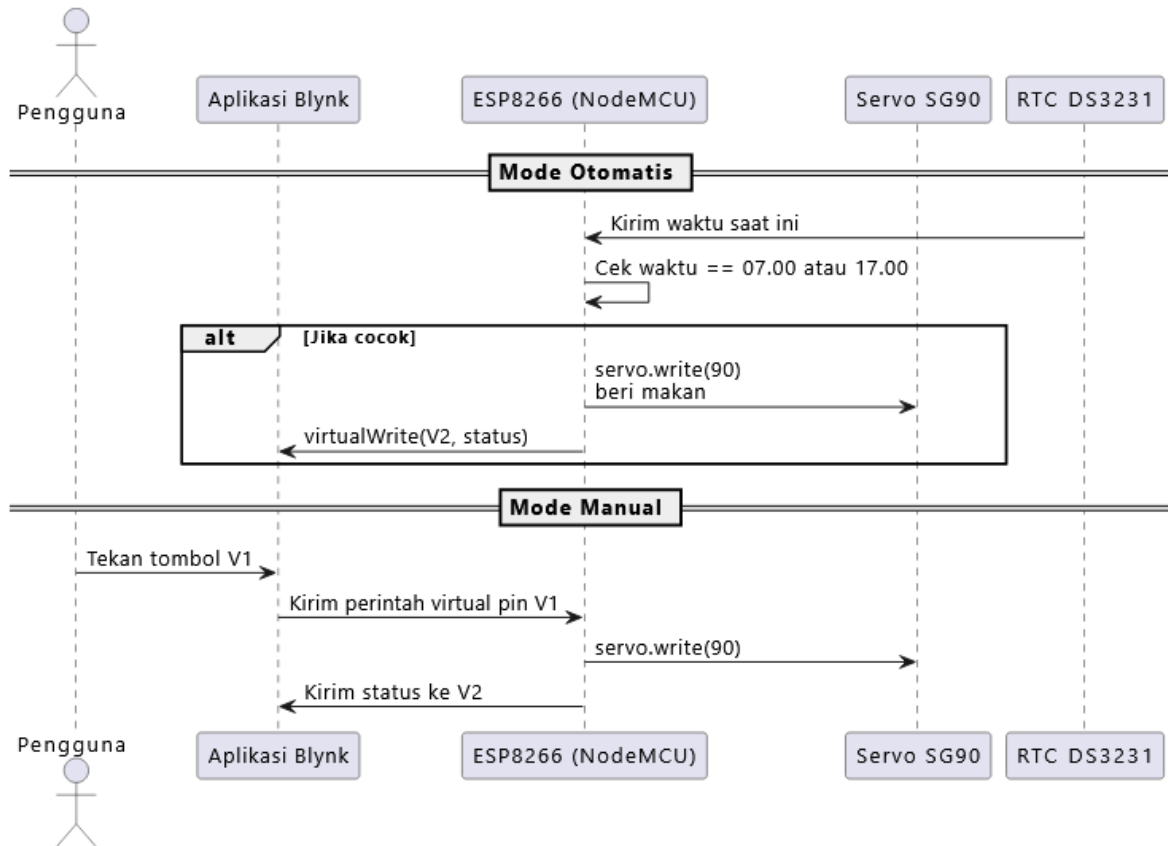 Pengguna
Aplikasi Blynk
ESP8266 (NodeMCU)
Servo SG90
RTC DS3231
Mode Otomatis
Kirim waktu saat ini
Cek waktu == 07.00 atau 17.00
alt
[Jika cocok]
servo.write(90)
beri makan
virtualWrite(V2, status)
Mode Manual
Tekan tombol V1
Kirim perintah virtual pin V1
servo.write(90)
Kirim status ke V2
Pengguna
Aplikasi Blynk
ESP8266 (NodeMCU)
Servo SG90
RTC DS3231